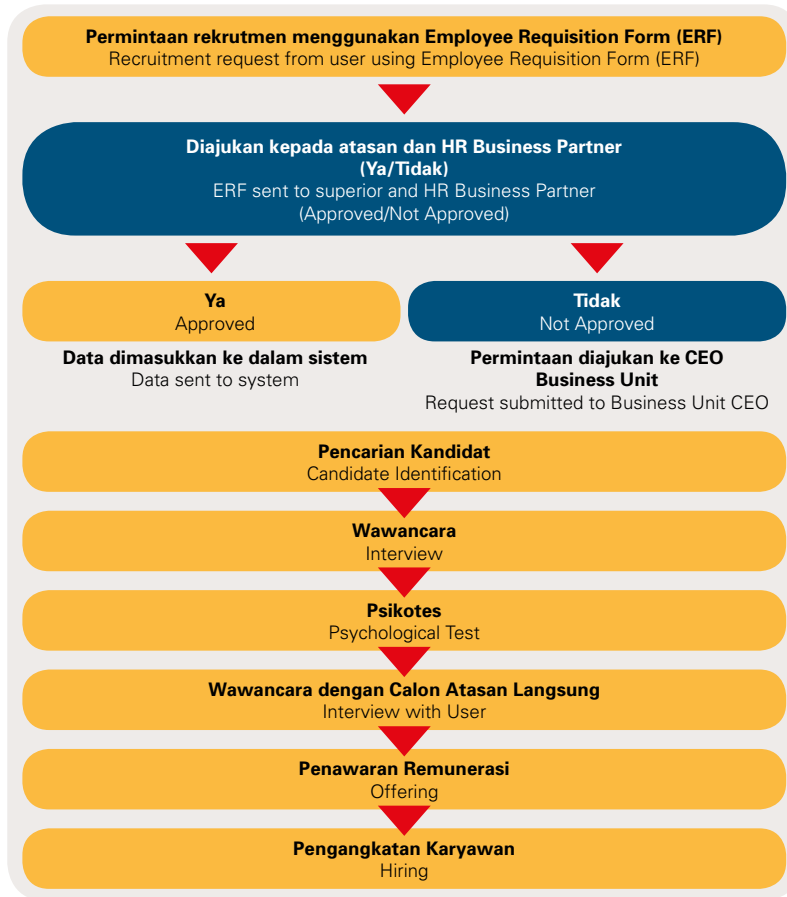 Permintaan rekrutmen menggunakan Employee Requisition Form (ERF)
Recruitment request from user using Employee Requisition Form (ERF)
Diajukan kepada atasan dan HR Business Partner
(Ya/Tidak)
ERF sent to superior and HR Business Partner
(Approved/Not Approved)
Ya
Approved
Data dimasukkan ke dalam sistem
Data sent to system
Tidak
Not Approved
Permintaan diajukan ke CEO
Business Unit
Request submitted to Business Unit CEO
Pencarian Kandidat
Candidate Identification
Wawancara
Interview
Psikotes
Psychological Test
Wawancara dengan Calon Atasan Langsung
Interview with User
Penawaran Remunerasi
Offering
Pengangkatan Karyawan
Hiring